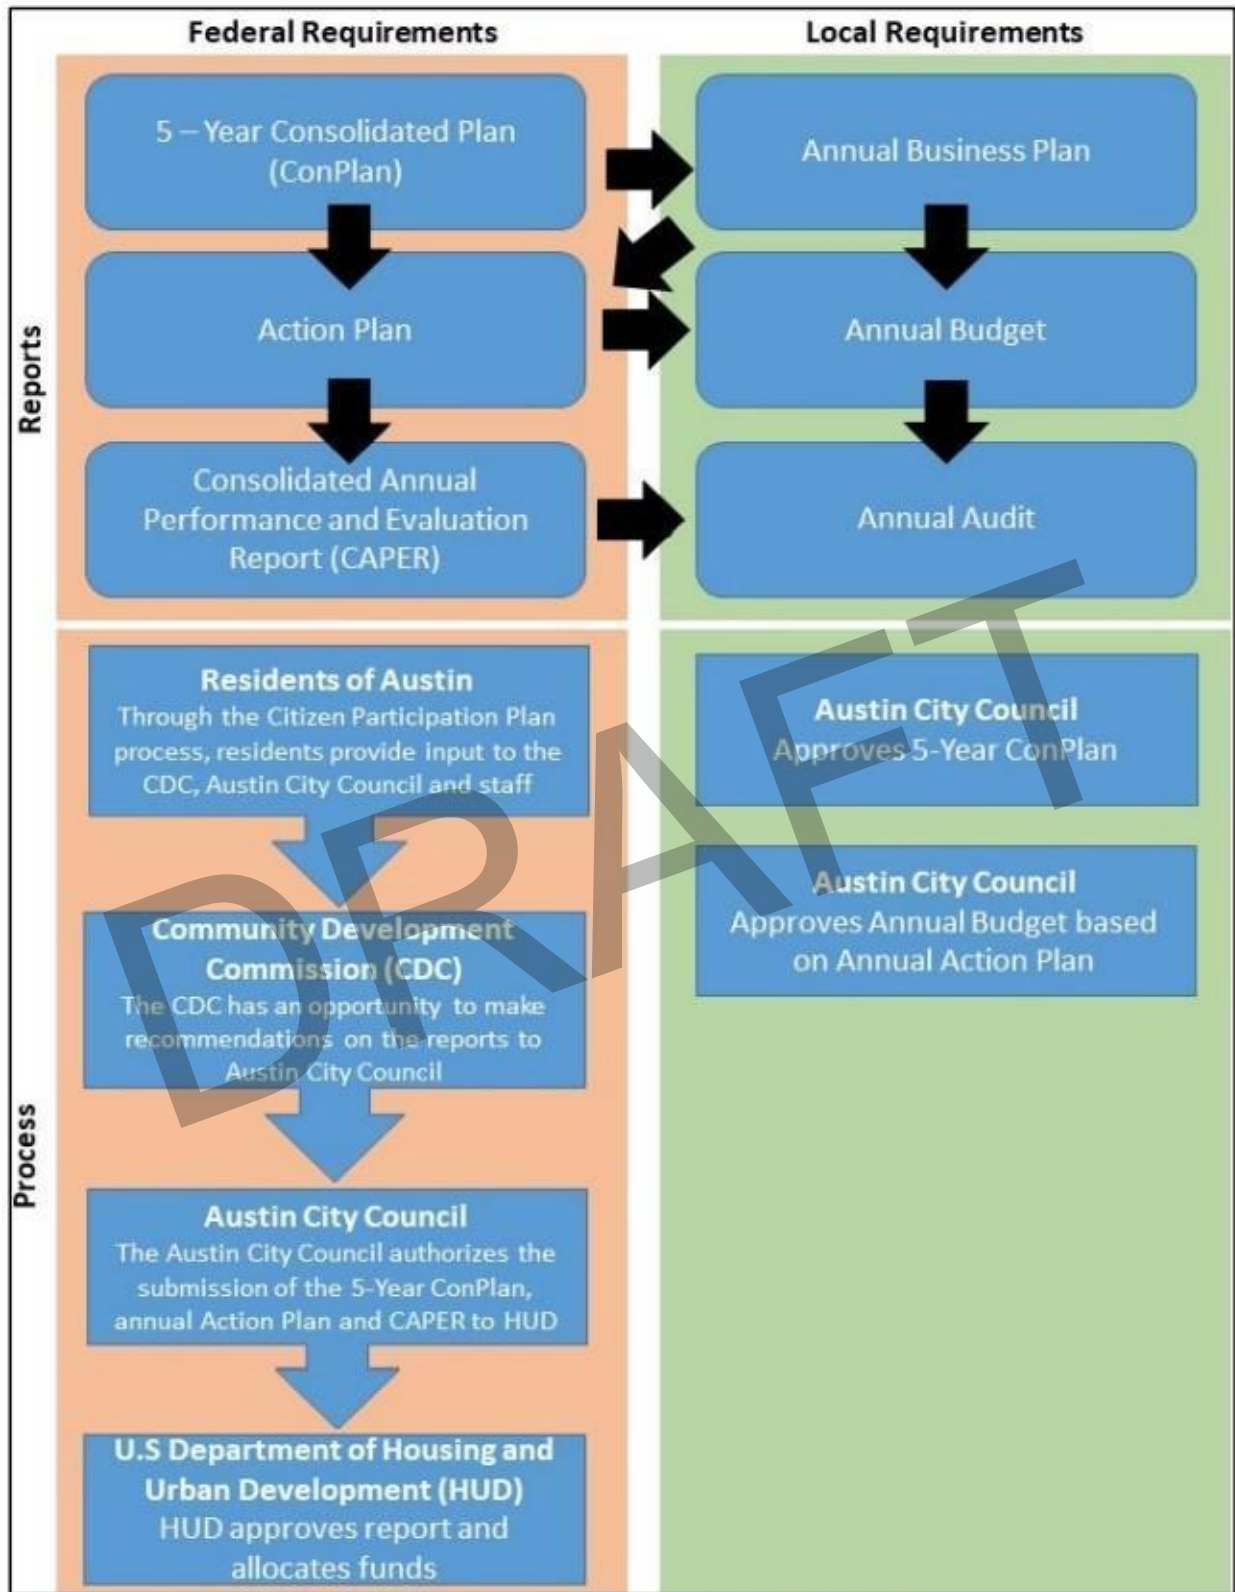 Federal Requirements
Local Requirements
Reports
5 – Year Consolidated Plan
(ConPlan)
Annual Business Plan
Action Plan
Annual Budget
Consolidated Annual
Performance and Evaluation
Report (CAPER)
Annual Audit
Process
Residents of Austin
Through the Citizen Participation Plan
process, residents provide input to the
CDC, Austin City Council and staff
Community Development
Commission (CDC)
The CDC has an opportunity to make
recommendations on the reports to
Austin City Council
Austin City Council
The Austin City Council authorizes the
submission of the 5-Year ConPlan,
annual Action Plan and CAPER to HUD
U.S Department of Housing and
Urban Development (HUD)
HUD approves report and
allocates funds
Austin City Council
Approves 5-Year ConPlan
Austin City Council
Approves Annual Budget based
on Annual Action Plan
DRAFT